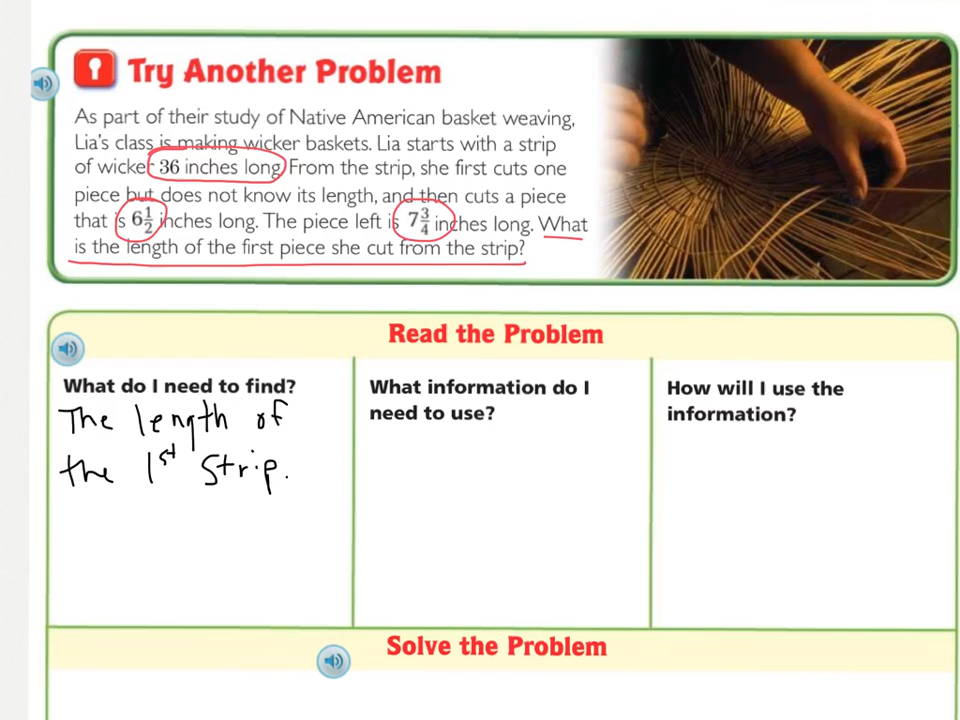 Try Another Problem
As part of their study of Native American basket weaving,
Lia's class is making wicker baskets. Lia starts with a strip
of wicker 36 inches long. From the strip, she first cuts one
piece but does not know its length, and then cuts a piece
that is 6 1/2 inches long. The piece left is 7 3/4 inches long. What
is the length of the first piece she cut from the strip?
Read the Problem
What do I need to find?
The length of
the 1st strip.
What information do I
need to use?
How will I use the
information?
Solve the Problem